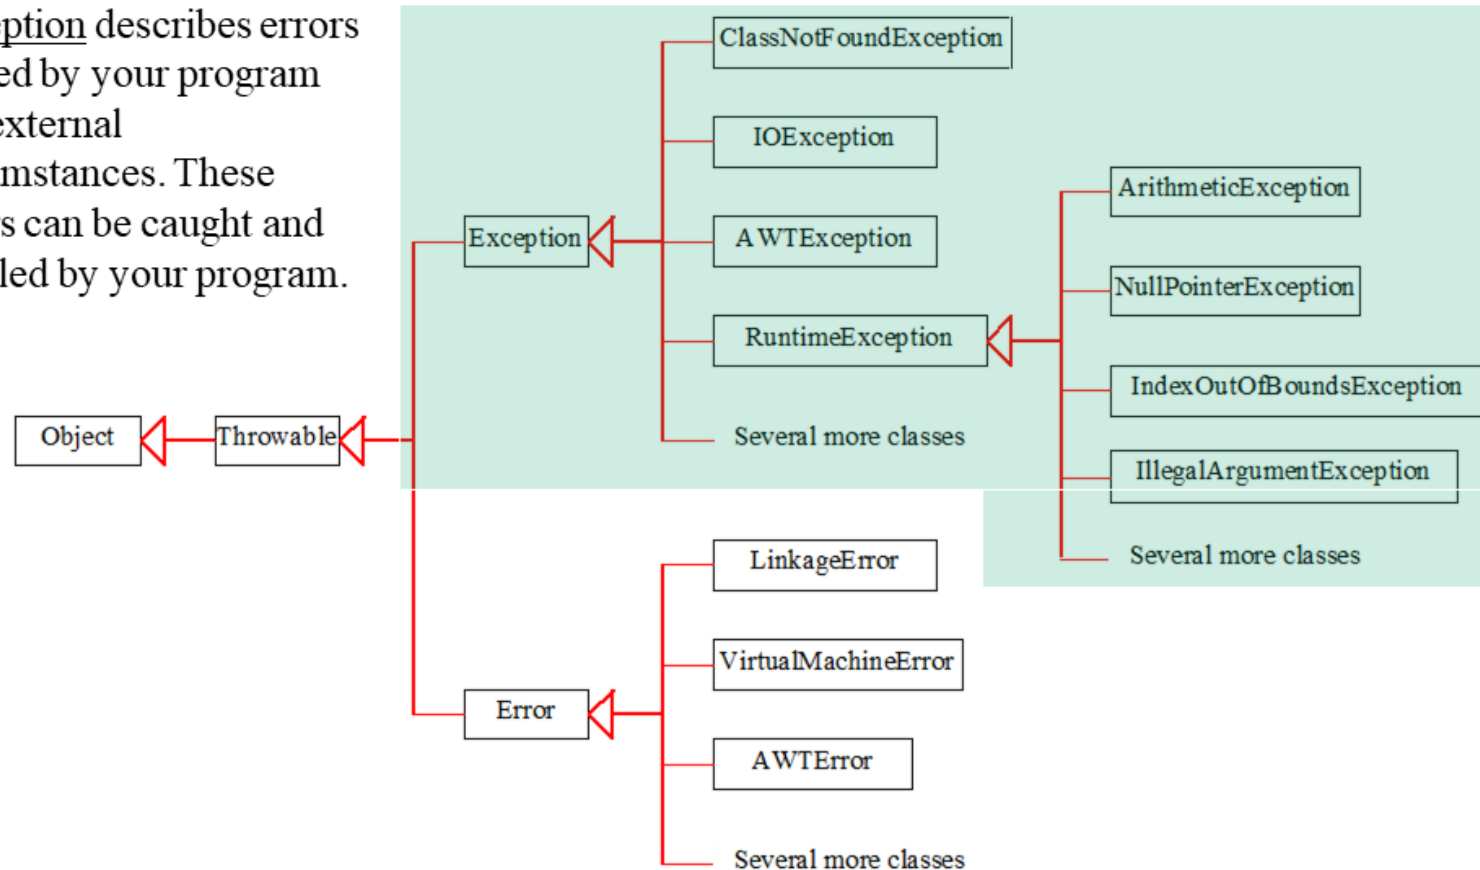 ption describes errors
ed by your program
external
mstances. These
s can be caught and
led by your program.
ClassNotFoundException
IOException
ArithmeticException
Exception
AWTException
NullPointerException
RuntimeException
IndexOutOfBoundsException
Object
Throwable
Several more classes
IllegalArgumentException
LinkageError
Several more classes
VirtualMachineError
Error
AWTError
Several more classes